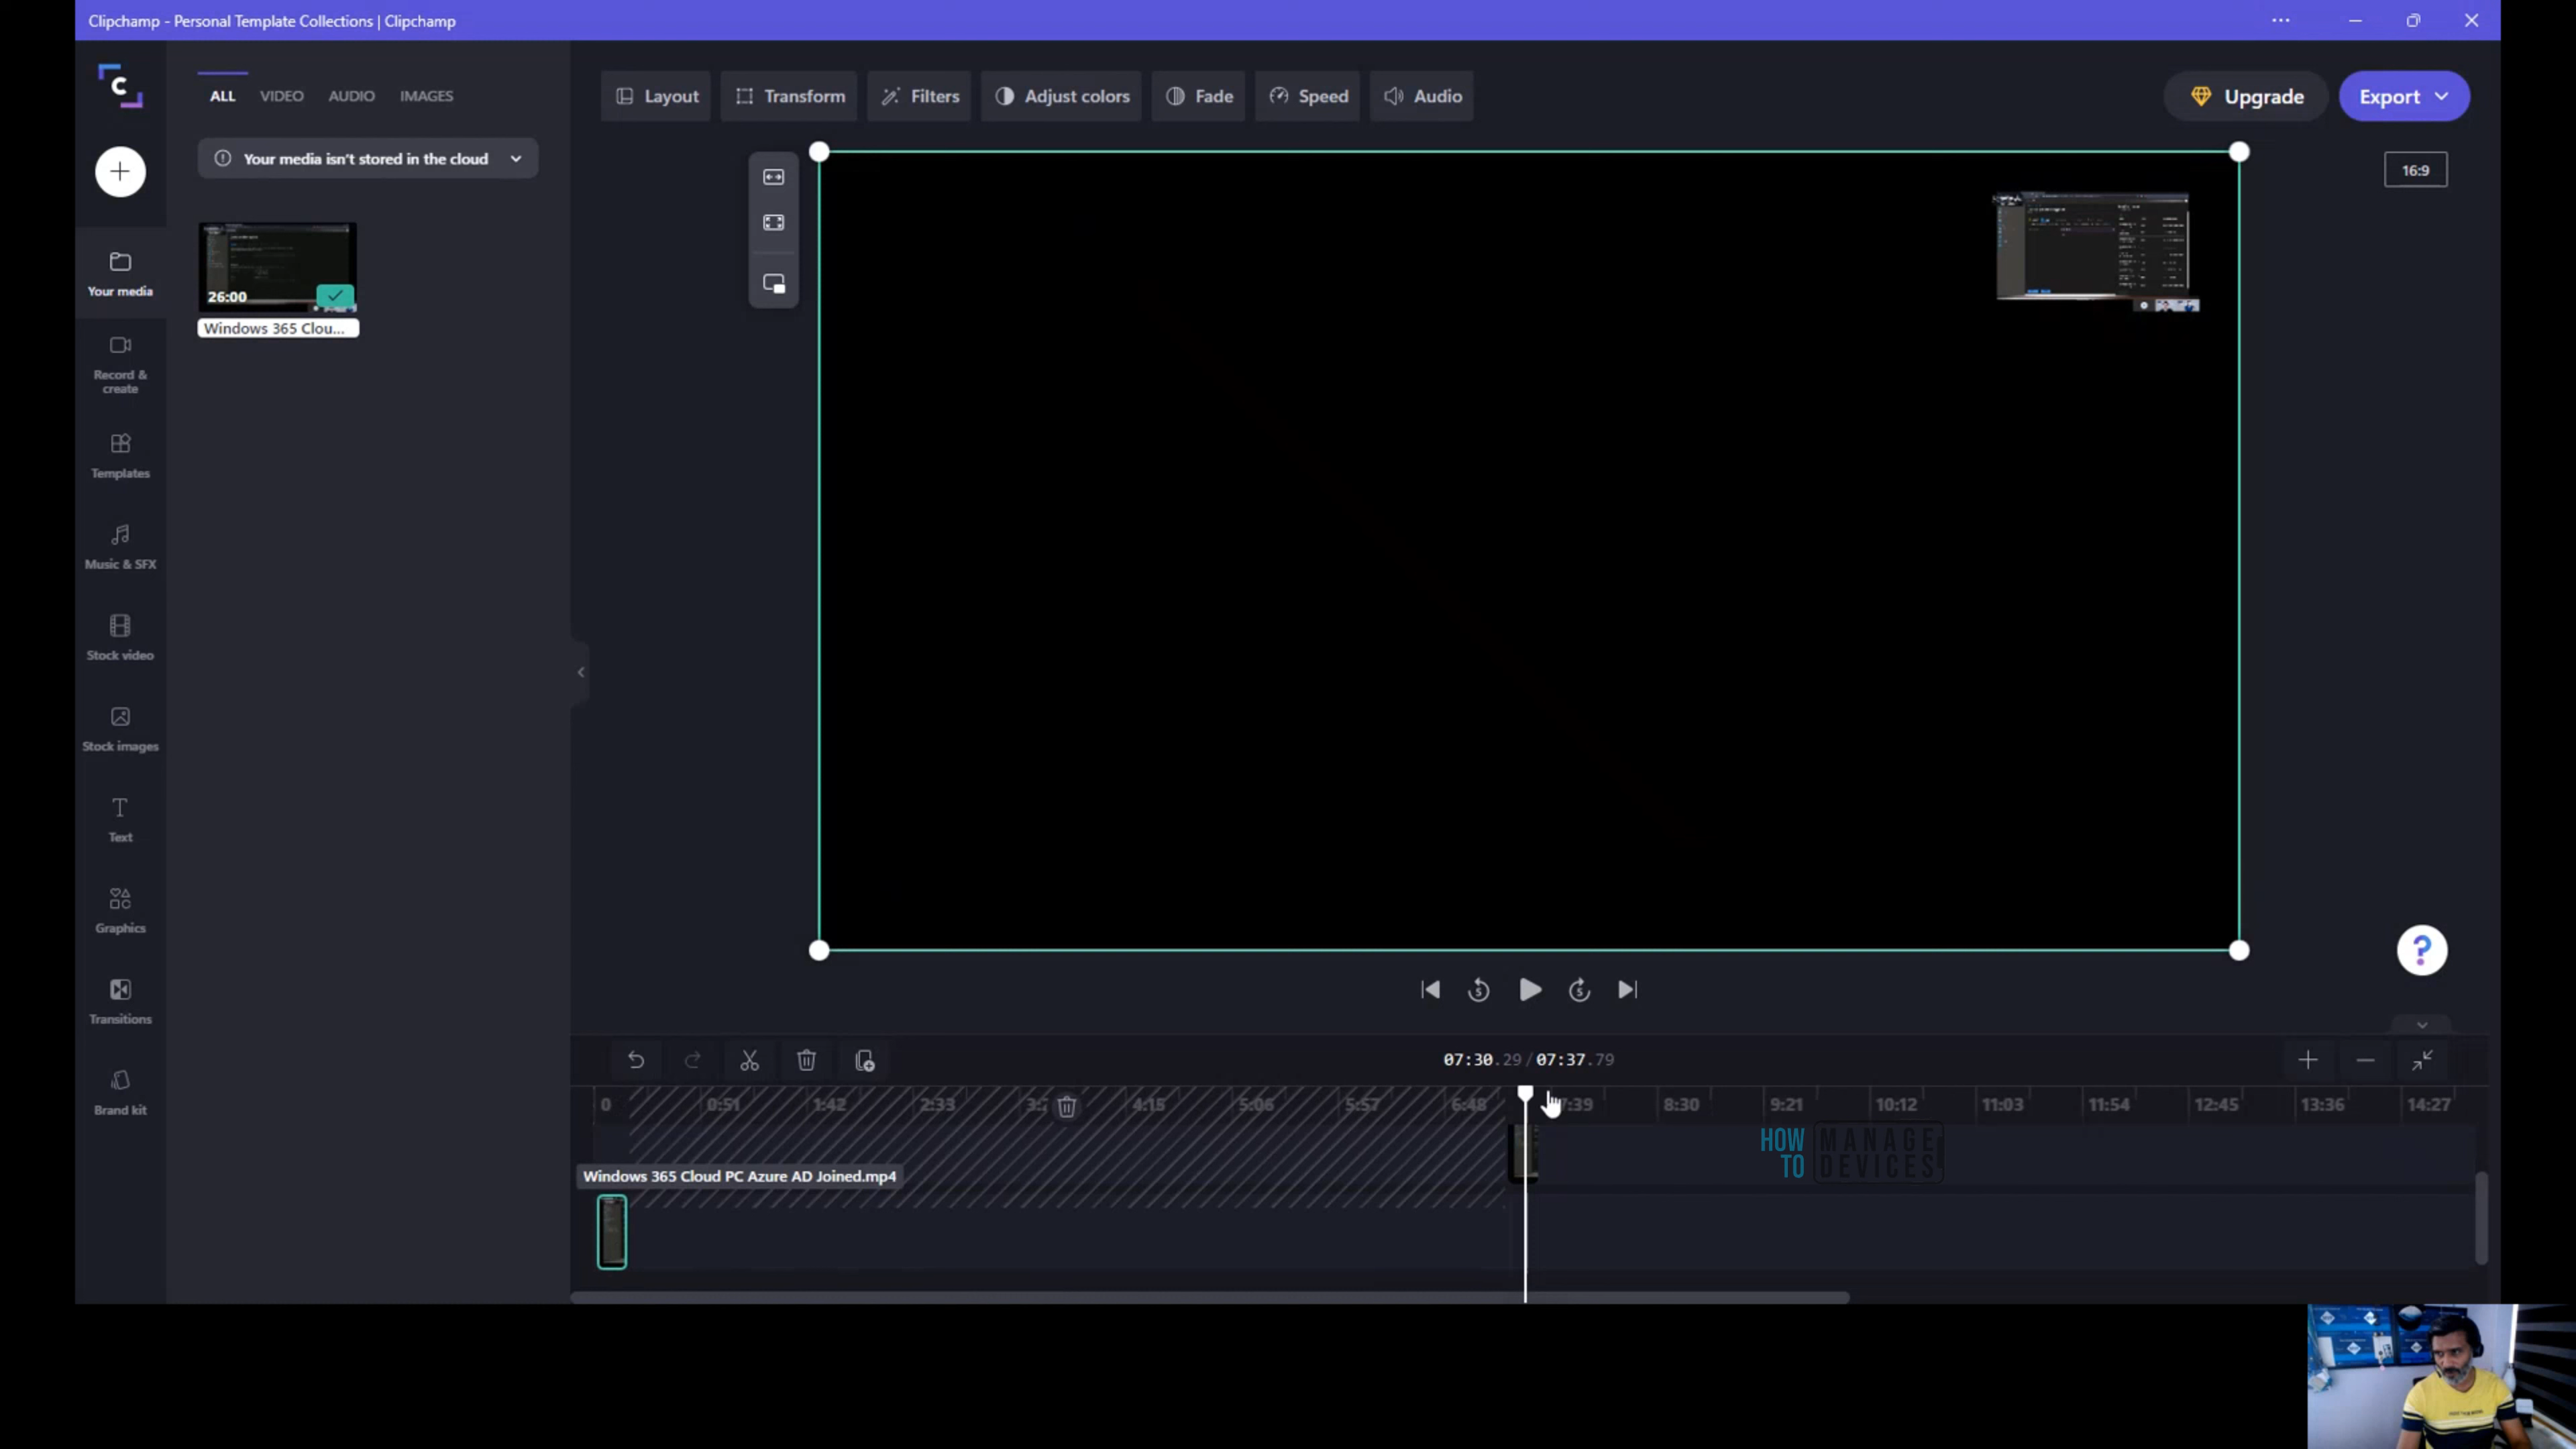 Clipchamp - Personal Template Collections | Clipchamp
C
ALL VIDEO AUDIO IMAGES
Layout Transform Filters Adjust colors Fade Speed Audio
Upgrade
Export
Your media isn't stored in the cloud
16:9
26:00
Windows 365 Clou...
Your media
Record & create
Templates
Music & SFX
Stock video
Stock images
Text
Graphics
Transitions
Brand kit
?
5 5
07:30.29 / 07:37.79
0 0:51 1:42 2:33 4:15 5:06 5:57 6:48 8:30 9:21 10:12 11:03 11:54 12:45 13:36 14:27
Windows 365 Cloud PC Azure AD Joined.mp4
HOW TO MANAGE DEVICES